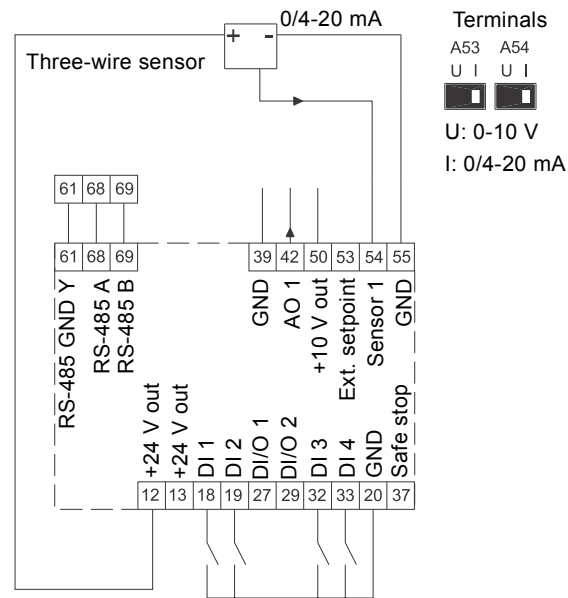 0/4-20 mA
+ -
Three-wire sensor
Terminals
A53 A54
U I U I
U: 0-10 V
I: 0/4-20 mA
61 68 69
61 68 69
39 42 50 53 54 55
RS-485 GND Y
RS-485 A
RS-485 B
GND
AO 1
+10 V out
Ext. setpoint
Sensor 1
GND
+24 V out
+24 V out
DI 1
DI 2
DI/O 1
DI/O 2
DI 3
DI 4
GND
Safe stop
12 13 18 19 27 29 32 33 20 37